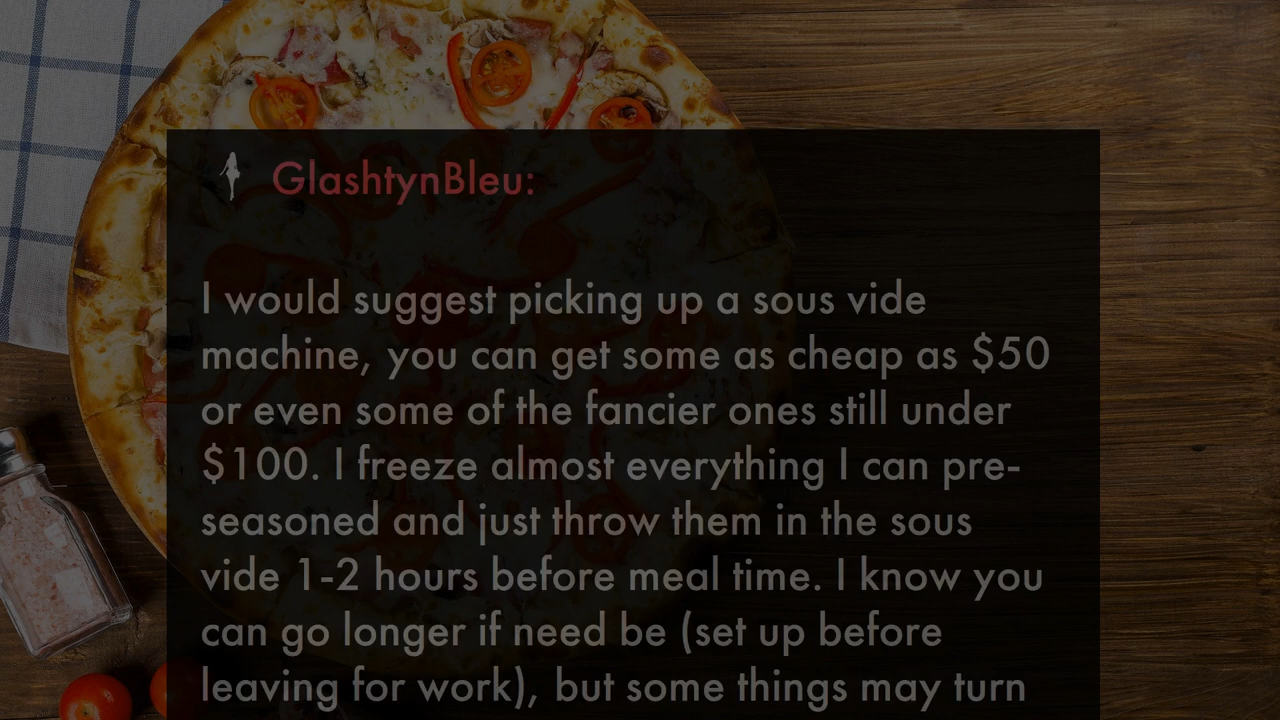 GlashtynBleu:
I would suggest picking up a sous vide
machine, you can get some as cheap as $50
or even some of the fancier ones still under
$100. I freeze almost everything I can pre-
seasoned and just throw them in the sous
vide 1-2 hours before meal time. I know you
can go longer if need be (set up before
leaving for work), but some things may turn